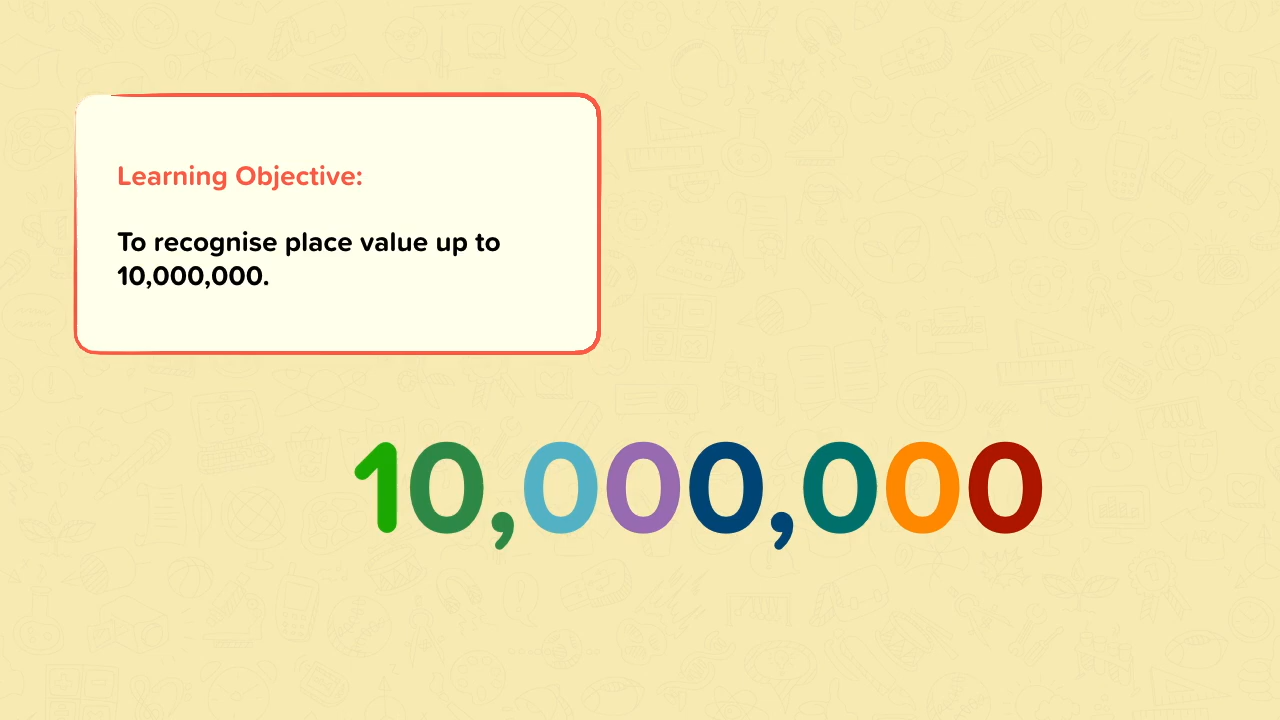 Learning Objective:
To recognise place value up to
10,000,000.
10,000,000